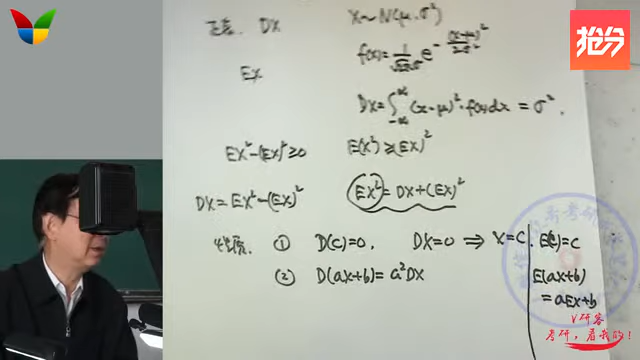 正态. DX X~N(μ, σ²)
f(x)=1/(√2π σ) e^-(x-μ)²/2σ²
EX
DX=∫_{-∞}^{+∞}(x-μ)²·f(x)dx=σ².
EX²-(EX)²≥0 E(X²)≥(EX)²
DX=EX²-(EX)² EX²=DX+(EX)²
性质. ① D(C)=0, DX=0 ⇒ X=C.
② D(aX+b)=a²DX
E(C)=C
E(aX+b)
=aEX+b
抢分
V研客
考研，看我的！